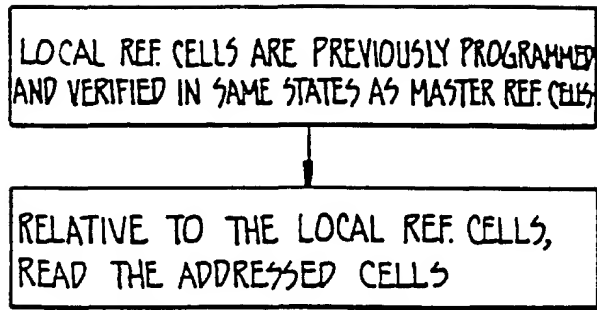 LOCAL REF. CELLS ARE PREVIOUSLY PROGRAMMED
AND VERIFIED IN SAME STATES AS MASTER REF. CELLS
RELATIVE TO THE LOCAL REF. CELLS,
READ THE ADDRESSED CELLS